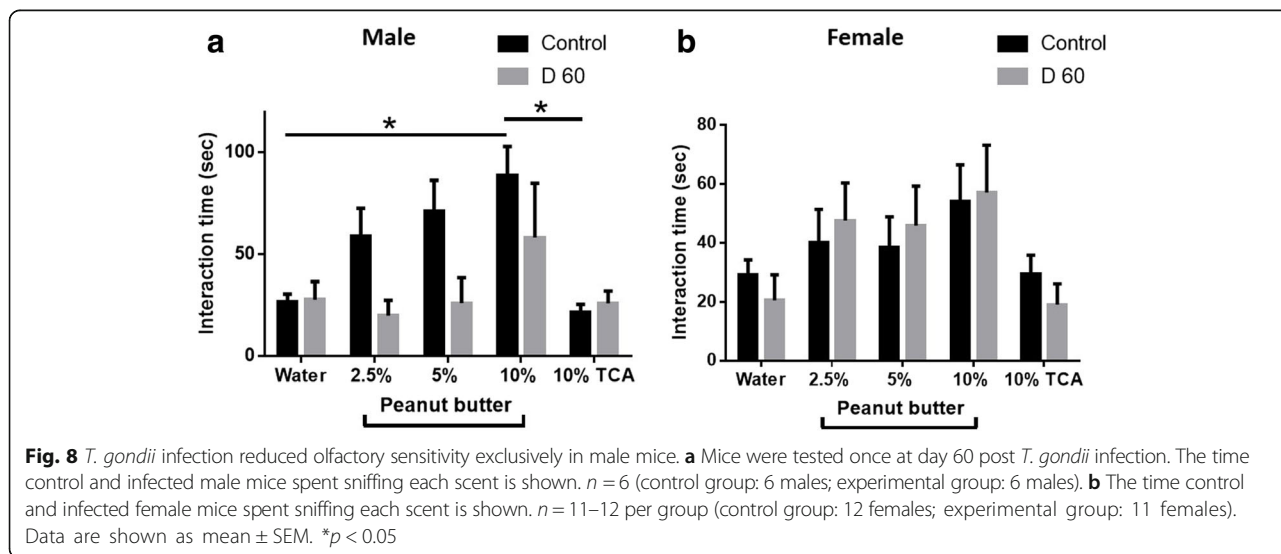 a
Male
Control
D 60
*
*
Interaction time (sec)
100
50
0
Water 2.5% 5% 10% 10% TCA
Peanut butter
b
Female
Control
D 60
Interaction time (sec)
80
60
40
20
0
Water 2.5% 5% 10% 10% TCA
Peanut butter
Fig. 8 T. gondii infection reduced olfactory sensitivity exclusively in male mice. a Mice were tested once at day 60 post T. gondii infection. The time
control and infected male mice spent sniffing each scent is shown. n = 6 (control group: 6 males; experimental group: 6 males). b The time control
and infected female mice spent sniffing each scent is shown. n = 11–12 per group (control group: 12 females; experimental group: 11 females).
Data are shown as mean ± SEM. *p < 0.05